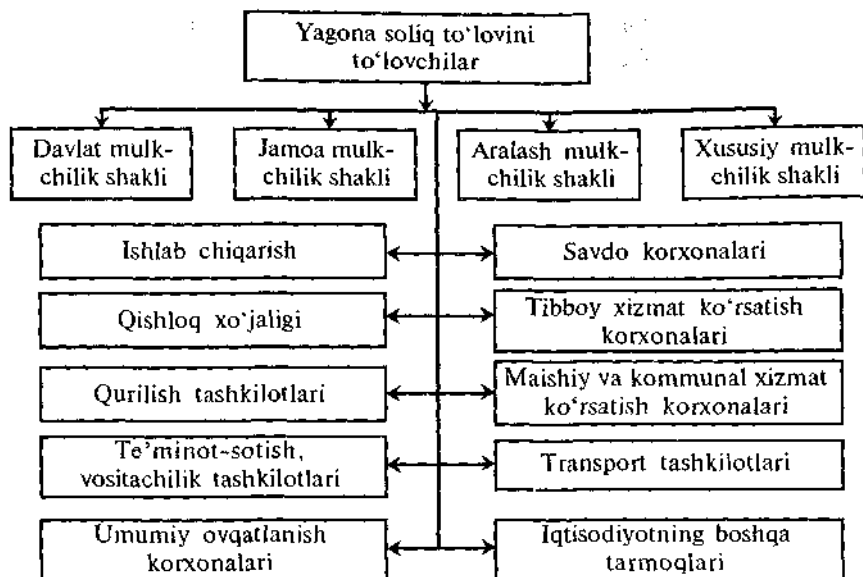 Yagona soliq to‘lovini
to‘lovchilar
Davlat mulk-
chilik shakli
Jamoa mulk-
chilik shakli
Aralash mulk-
chilik shakli
Xususiy mulk-
chilik shakli
Ishlab chiqarish
Savdo korxonalari
Qishloq xo‘jaligi
Tibboy xizmat ko‘rsatish
korxonalari
Qurilish tashkilotlari
Maishiy va kommunal xizmat
ko‘rsatish korxonalari
Te’minot-sotish,
vositachilik tashkilotlari
Transport tashkilotlari
Umumiy ovqatlanish
korxonalari
Iqtisodiyotning boshqa
tarmoqlari